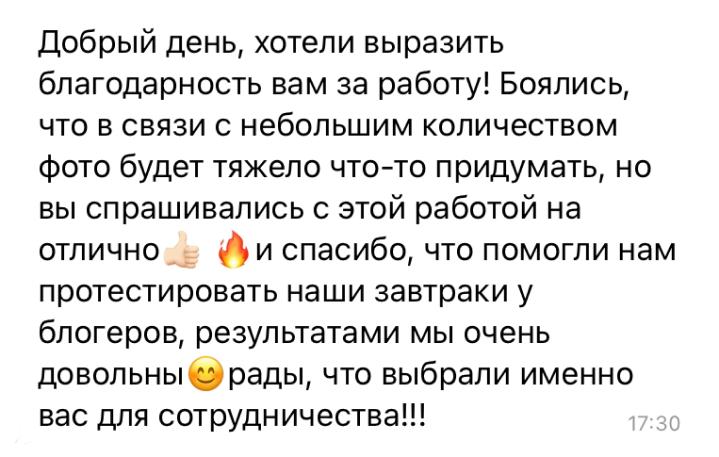 Добрый день, хотели выразить
благодарность вам за работу! Боялись,
что в связи с небольшим количеством
фото будет тяжело что-то придумать, но
вы спрашивались с этой работой на
отлично👍🏻 🔥и спасибо, что помогли нам
протестировать наши завтраки у
блогеров, результатами мы очень
довольны😊рады, что выбрали именно
вас для сотрудничества!!!
17:30